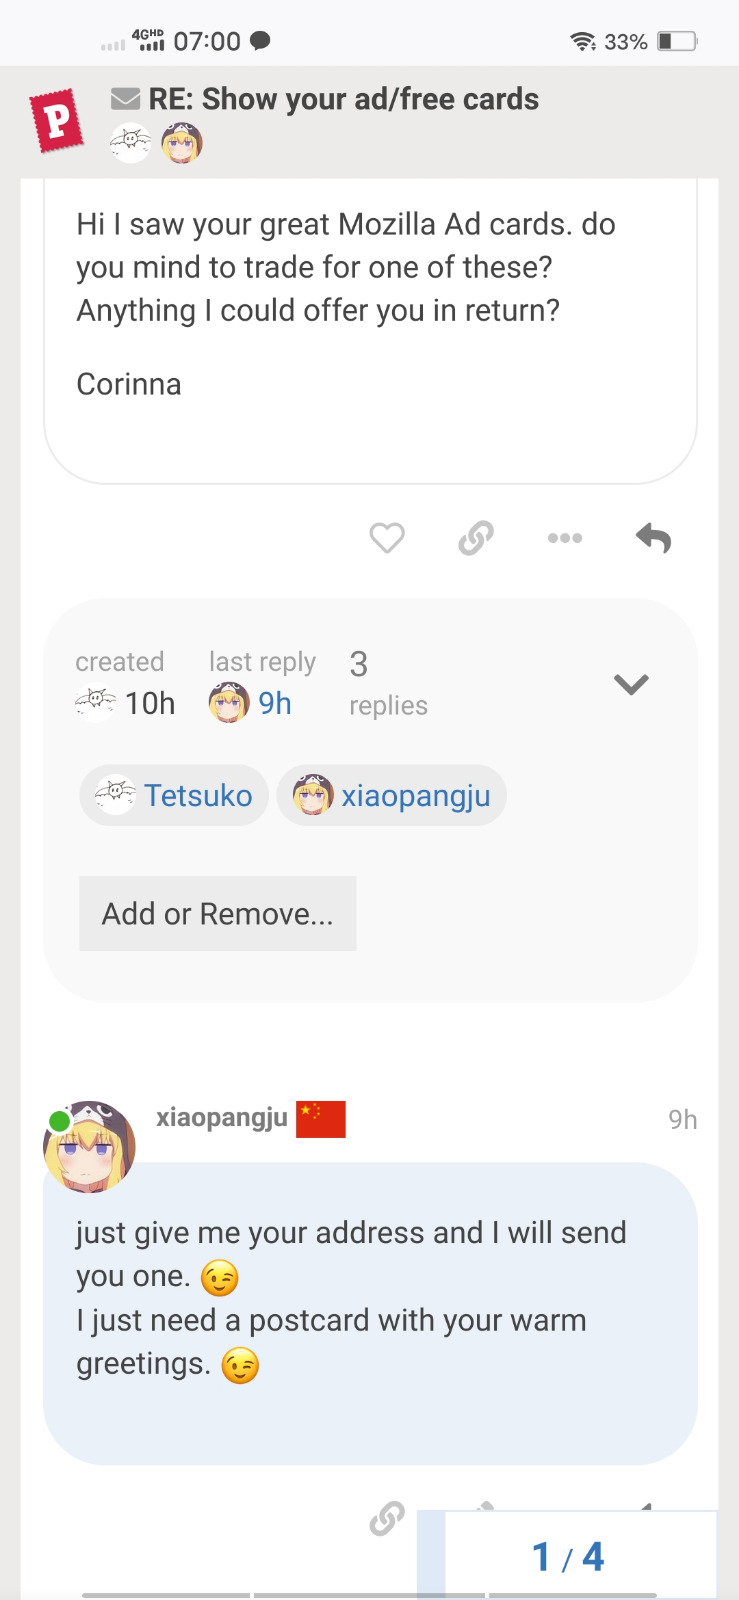 4GHD 07:00 33%
P
RE: Show your ad/free cards
Hi I saw your great Mozilla Ad cards. do
you mind to trade for one of these?
Anything I could offer you in return?
Corinna
created last reply 3
10h 9h replies
Tetsuko xiaopangju
Add or Remove...
xiaopangju 9h
just give me your address and I will send
you one. 😉
I just need a postcard with your warm
greetings. 😉
1 / 4